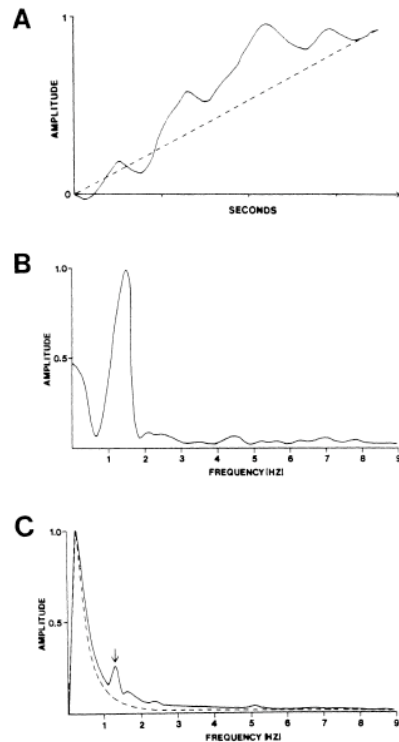 A
1
AMPLITUDE
0
SECONDS
B
1.0
0.5
AMPLITUDE
1 2 3 4 5 6 7 8 9
FREQUENCY(HZ)
C
1.0
0.5
AMPLITUDE
1 2 3 4 5 6 7 8 9
FREQUENCY (HZ)